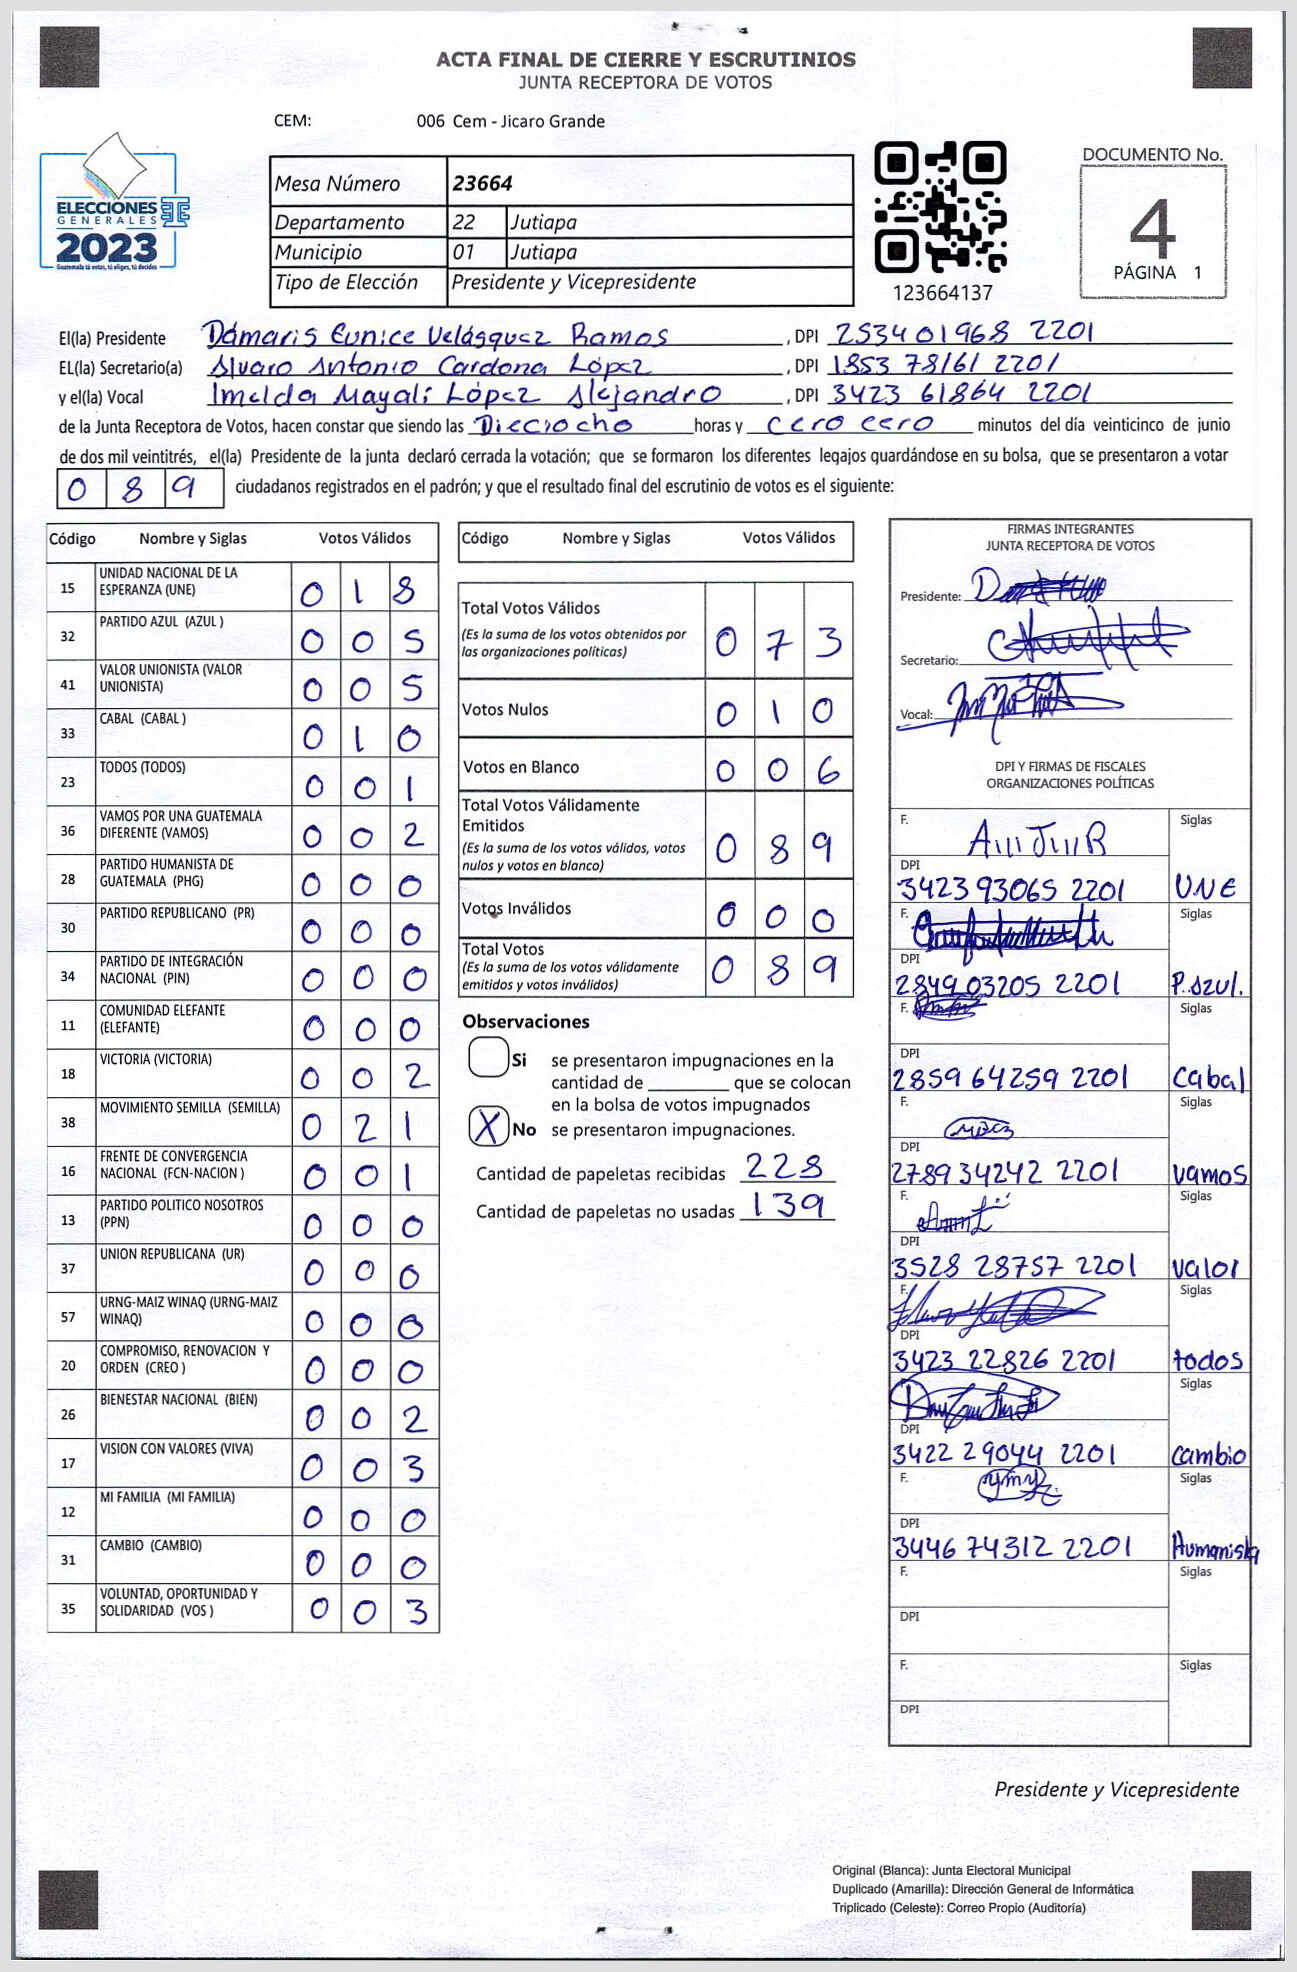 ACTA FINAL DE CIERRE Y ESCRUTINIOS
JUNTA RECEPTORA DE VOTOS
CEM: 006 Cem - Jicaro Grande
ELECCIONES
GENERALES
2023
Guatemala tú votas, tú eliges, tú decides
Mesa Número 23664
Departamento 22 Jutiapa
Municipio 01 Jutiapa
Tipo de Elección Presidente y Vicepresidente
123664137
DOCUMENTO No.
4
PÁGINA 1
El(la) Presidente Dámaris Eunice Velásquez Ramos, DPI 2534 01968 2201
EL(la) Secretario(a) Alvaro Antonio Cardona López, DPI 1853 78161 2201
y el(la) Vocal Imelda Mayalí López Alejandro, DPI 3423 61864 2201
de la Junta Receptora de Votos, hacen constar que siendo las Dieciocho horas y cero cero minutos del día veinticinco de junio
de dos mil veintitrés, el(la) Presidente de la junta declaró cerrada la votación; que se formaron los diferentes legajos guardándose en su bolsa, que se presentaron a votar
0 8 9 ciudadanos registrados en el padrón; y que el resultado final del escrutinio de votos es el siguiente:
Código Nombre y Siglas Votos Válidos
15 UNIDAD NACIONAL DE LA
ESPERANZA (UNE) 0 1 8
32 PARTIDO AZUL (AZUL ) 0 0 5
41 VALOR UNIONISTA (VALOR
UNIONISTA) 0 0 5
33 CABAL (CABAL ) 0 1 0
23 TODOS (TODOS) 0 0 1
36 VAMOS POR UNA GUATEMALA
DIFERENTE (VAMOS) 0 0 2
28 PARTIDO HUMANISTA DE
GUATEMALA (PHG) 0 0 0
30 PARTIDO REPUBLICANO (PR) 0 0 0
34 PARTIDO DE INTEGRACIÓN
NACIONAL (PIN) 0 0 0
11 COMUNIDAD ELEFANTE
(ELEFANTE) 0 0 0
18 VICTORIA (VICTORIA) 0 0 2
38 MOVIMIENTO SEMILLA (SEMILLA) 0 2 1
16 FRENTE DE CONVERGENCIA
NACIONAL (FCN-NACION ) 0 0 1
13 PARTIDO POLITICO NOSOTROS
(PPN) 0 0 0
37 UNION REPUBLICANA (UR) 0 0 0
57 URNG-MAIZ WINAQ (URNG-MAIZ
WINAQ) 0 0 0
20 COMPROMISO, RENOVACION Y
ORDEN (CREO ) 0 0 0
26 BIENESTAR NACIONAL (BIEN) 0 0 2
17 VISION CON VALORES (VIVA) 0 0 3
12 MI FAMILIA (MI FAMILIA) 0 0 0
31 CAMBIO (CAMBIO) 0 0 0
35 VOLUNTAD, OPORTUNIDAD Y
SOLIDARIDAD (VOS ) 0 0 3
Código Nombre y Siglas Votos Válidos
Total Votos Válidos
(Es la suma de los votos obtenidos por
las organizaciones políticas) 0 7 3
Votos Nulos 0 1 0
Votos en Blanco 0 0 6
Total Votos Válidamente
Emitidos
(Es la suma de los votos válidos, votos
nulos y votos en blanco) 0 8 9
Votos Inválidos 0 0 0
Total Votos
(Es la suma de los votos válidamente
emitidos y votos inválidos) 0 8 9
Observaciones
Si se presentaron impugnaciones en la
cantidad de ________ que se colocan
en la bolsa de votos impugnados
X No se presentaron impugnaciones.
Cantidad de papeletas recibidas 228
Cantidad de papeletas no usadas 139
FIRMAS INTEGRANTES
JUNTA RECEPTORA DE VOTOS
Presidente:
Secretario:
Vocal:
DPI Y FIRMAS DE FISCALES
ORGANIZACIONES POLÍTICAS
F. Siglas
DPI
3423 93065 2201 UNE
F. Siglas
DPI
2849 03205 2201 P. Azul.
F. Siglas
DPI
2859 64259 2201 Cabal
F. Siglas
DPI
2789 34242 2201 vamos
F. Siglas
DPI
3528 28757 2201 valor
F. Siglas
DPI
3423 22826 2201 todos
F. Siglas
DPI
3422 29044 2201 cambio
F. Siglas
DPI
3446 74312 2201 Humanista
F. Siglas
DPI
F. Siglas
DPI
Presidente y Vicepresidente
Original (Blanca): Junta Electoral Municipal
Duplicado (Amarilla): Dirección General de Informática
Triplicado (Celeste): Correo Propio (Auditoría)